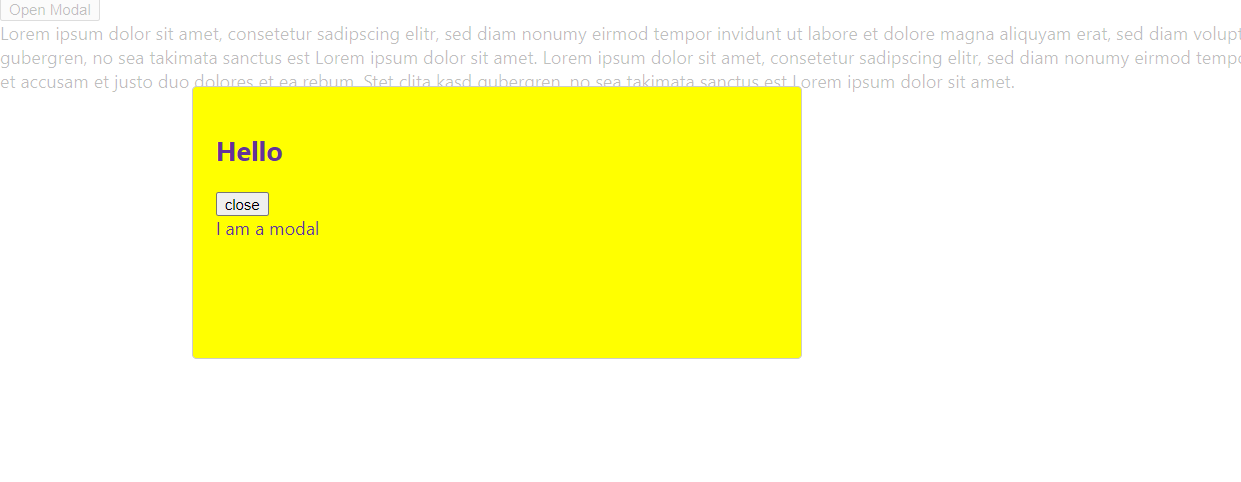 Open Modal
Lorem ipsum dolor sit amet, consetetur sadipscing elitr, sed diam nonumy eirmod tempor invidunt ut labore et dolore magna aliquyam erat, sed diam volupt
gubergren, no sea takimata sanctus est Lorem ipsum dolor sit amet. Lorem ipsum dolor sit amet, consetetur sadipscing elitr, sed diam nonumy eirmod tempo
et accusam et justo duo dolores et ea rebum. Stet clita kasd gubergren, no sea takimata sanctus est Lorem ipsum dolor sit amet.
Hello
close
I am a modal